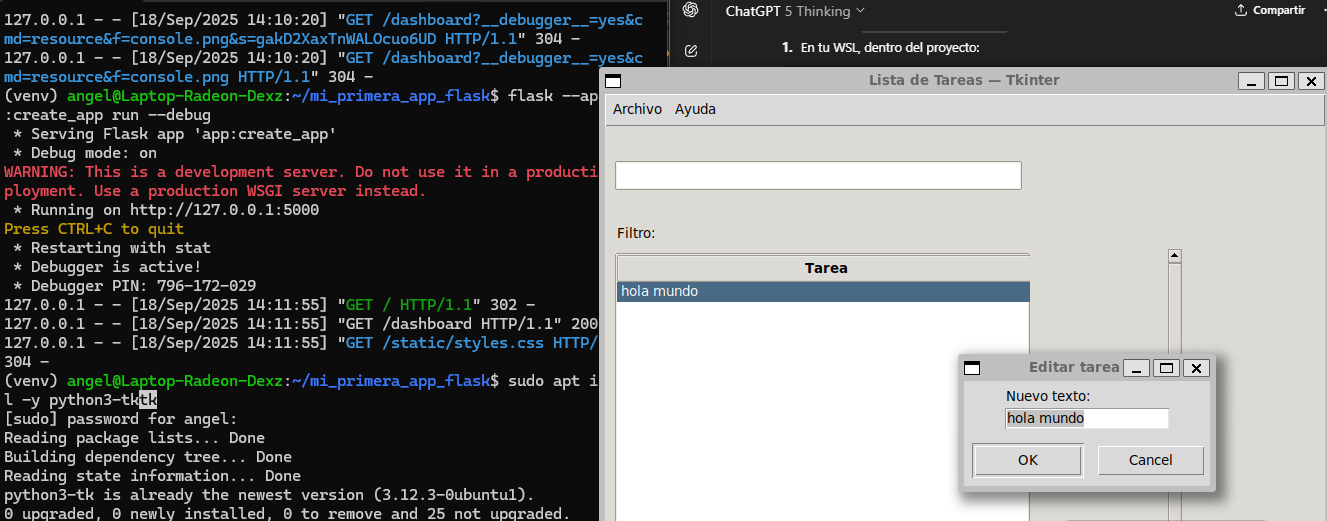 127.0.0.1 - - [18/Sep/2025 14:10:20] "GET /dashboard?__debugger__=yes&c
md=resource&f=console.png&s=gakD2XaxTnWALOcuo6UD HTTP/1.1" 304 -
127.0.0.1 - - [18/Sep/2025 14:10:20] "GET /dashboard?__debugger__=yes&c
md=resource&f=console.png HTTP/1.1" 304 -
(venv) angel@Laptop-Radeon-Dexz:~/mi_primera_app_flask$ flask --ap
:create_app run --debug
 * Serving Flask app 'app:create_app'
 * Debug mode: on
WARNING: This is a development server. Do not use it in a producti
ployment. Use a production WSGI server instead.
 * Running on http://127.0.0.1:5000
Press CTRL+C to quit
 * Restarting with stat
 * Debugger is active!
 * Debugger PIN: 796-172-029
127.0.0.1 - - [18/Sep/2025 14:11:55] "GET / HTTP/1.1" 302 -
127.0.0.1 - - [18/Sep/2025 14:11:55] "GET /dashboard HTTP/1.1" 200
127.0.0.1 - - [18/Sep/2025 14:11:55] "GET /static/styles.css HTTP/
304 -
(venv) angel@Laptop-Radeon-Dexz:~/mi_primera_app_flask$ sudo apt i
l -y python3-tktk
[sudo] password for angel:
Reading package lists... Done
Building dependency tree... Done
Reading state information... Done
python3-tk is already the newest version (3.12.3-0ubuntu1).
0 upgraded, 0 newly installed, 0 to remove and 25 not upgraded.
ChatGPT 5 Thinking
Compartir
1. En tu WSL, dentro del proyecto:
Lista de Tareas — Tkinter
Archivo Ayuda
Filtro:
Tarea
hola mundo
Editar tarea
Nuevo texto:
hola mundo
OK Cancel